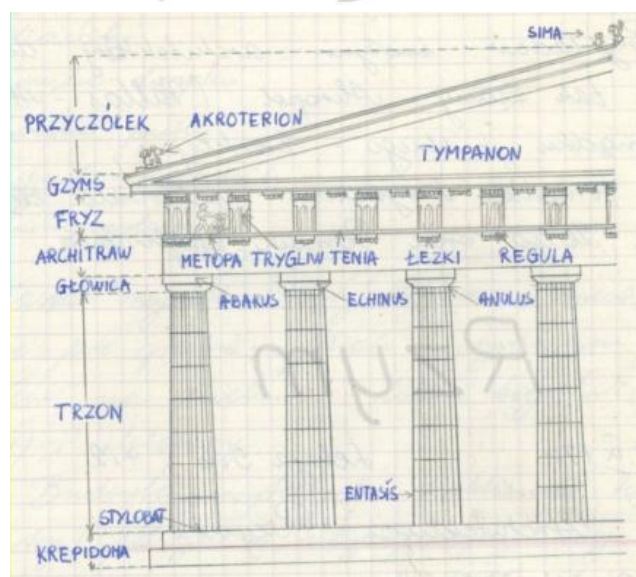 SIMA
PRZYCZÓŁEK
AKROTERION
TYMPANON
GZYMS
FRYZ
ARCHITRAW
METOPA TRYGLIW TENIA ŁEZKI REGULA
GŁOWICA
ABAKUS ECHINUS ANULUS
Rzym
TRZON
ENTASIS
STYLOBAT
KREPIDOMA